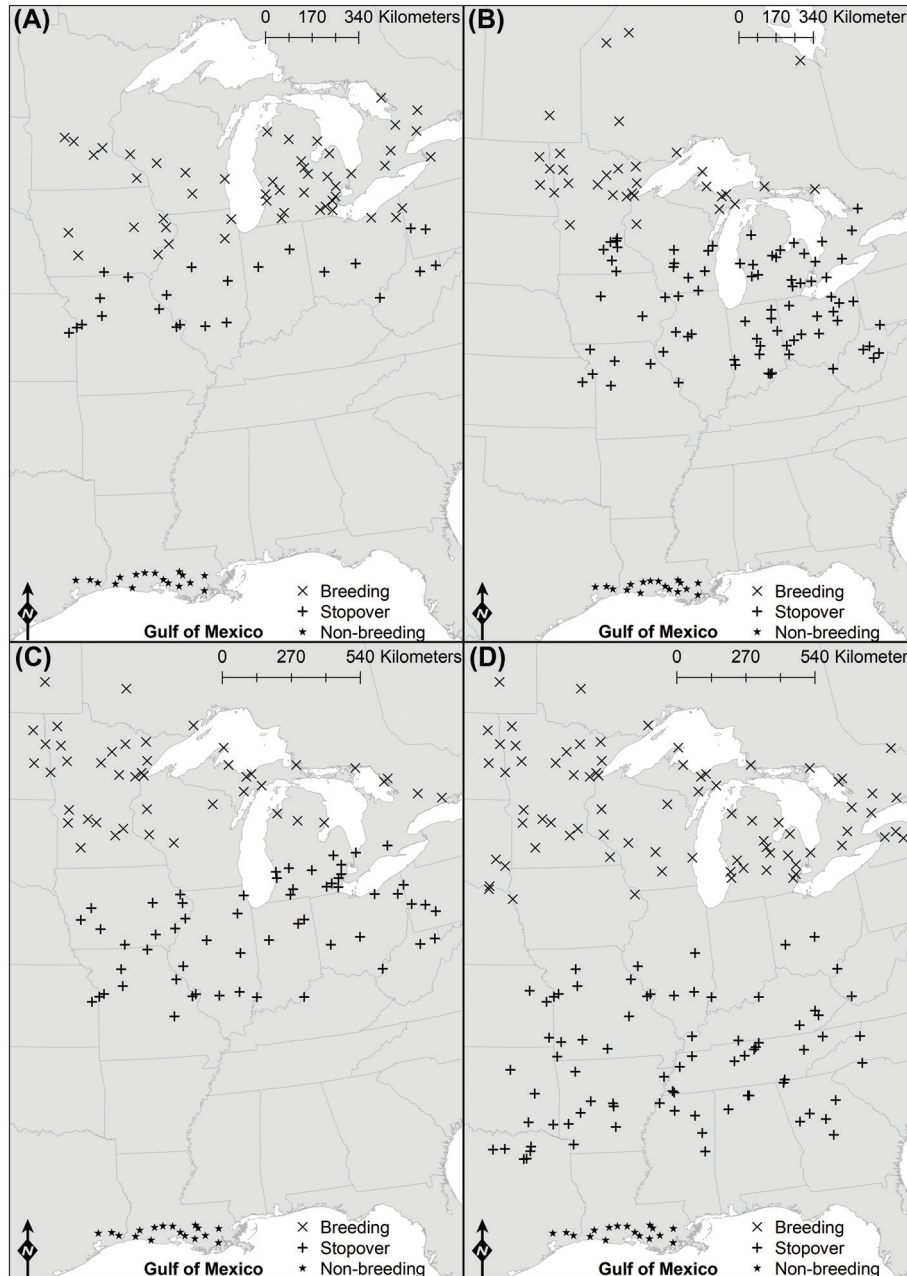 (A)
0 170 340 Kilometers
N
× Breeding
+ Stopover
★ Non-breeding
Gulf of Mexico
(B)
0 170 340 Kilometers
N
× Breeding
+ Stopover
★ Non-breeding
Gulf of Mexico
(C)
0 270 540 Kilometers
N
× Breeding
+ Stopover
★ Non-breeding
Gulf of Mexico
(D)
0 270 540 Kilometers
N
× Breeding
+ Stopover
★ Non-breeding
Gulf of Mexico